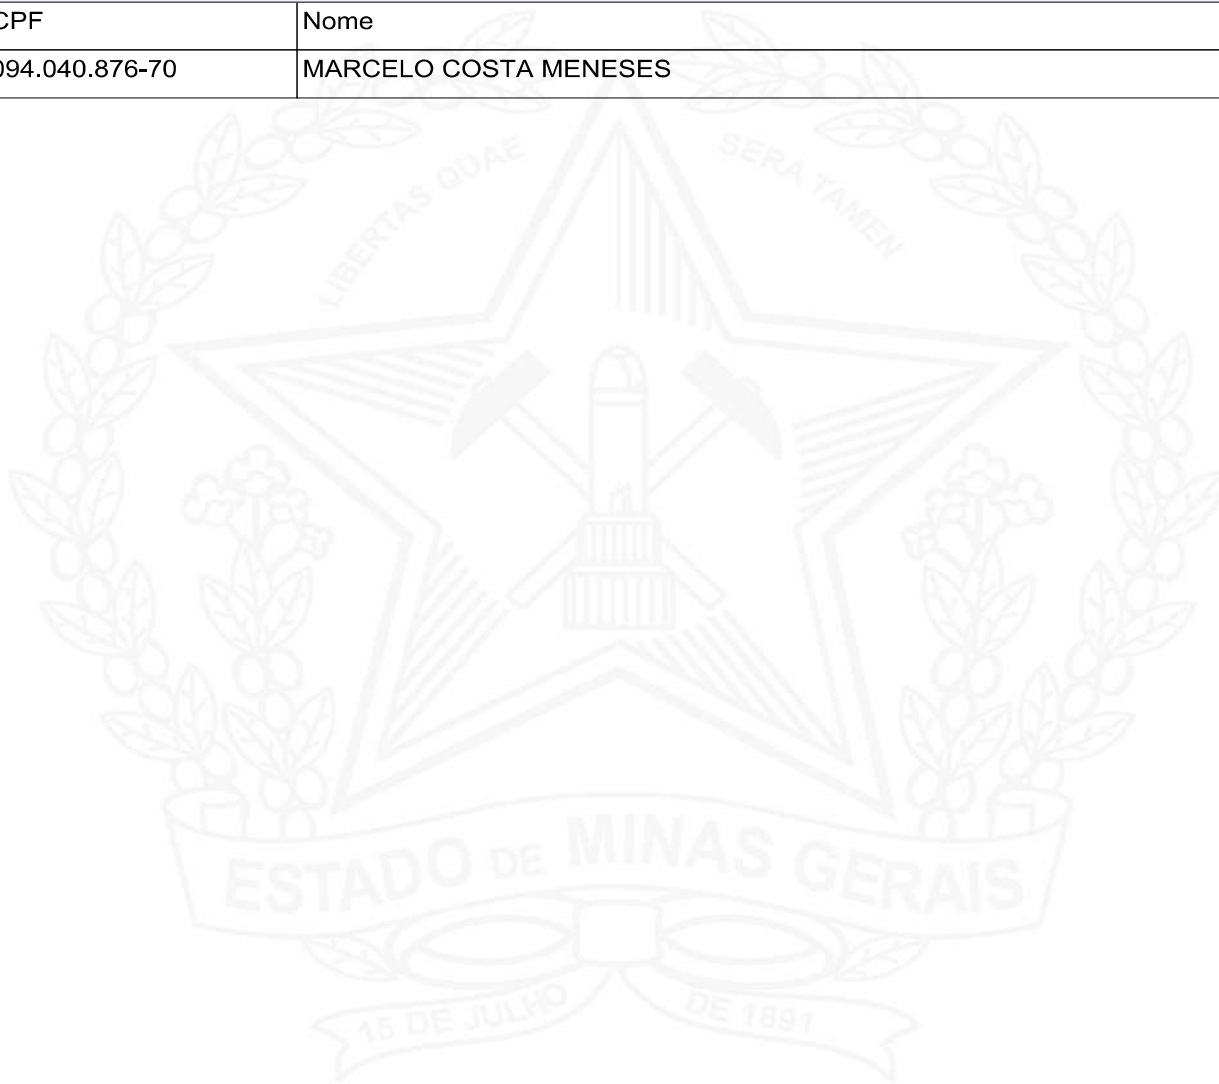 CPF Nome
094.040.876-70 MARCELO COSTA MENESES
LIBERTAS QUAE SERA TAMEN
ESTADO DE MINAS GERAIS
15 DE JULHO DE 1891